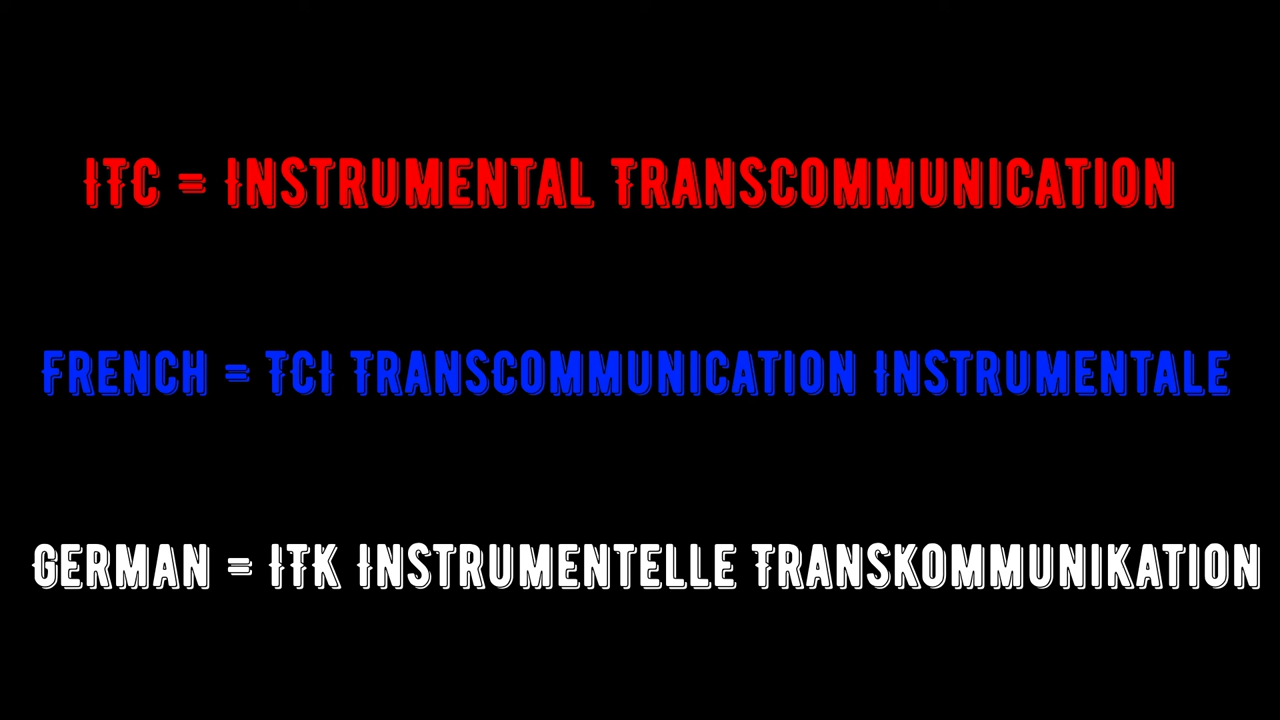 ITC = Instrumental Transcommunication
French = TCI Transcommunication Instrumentale
German = ITK Instrumentelle Transkommunikation